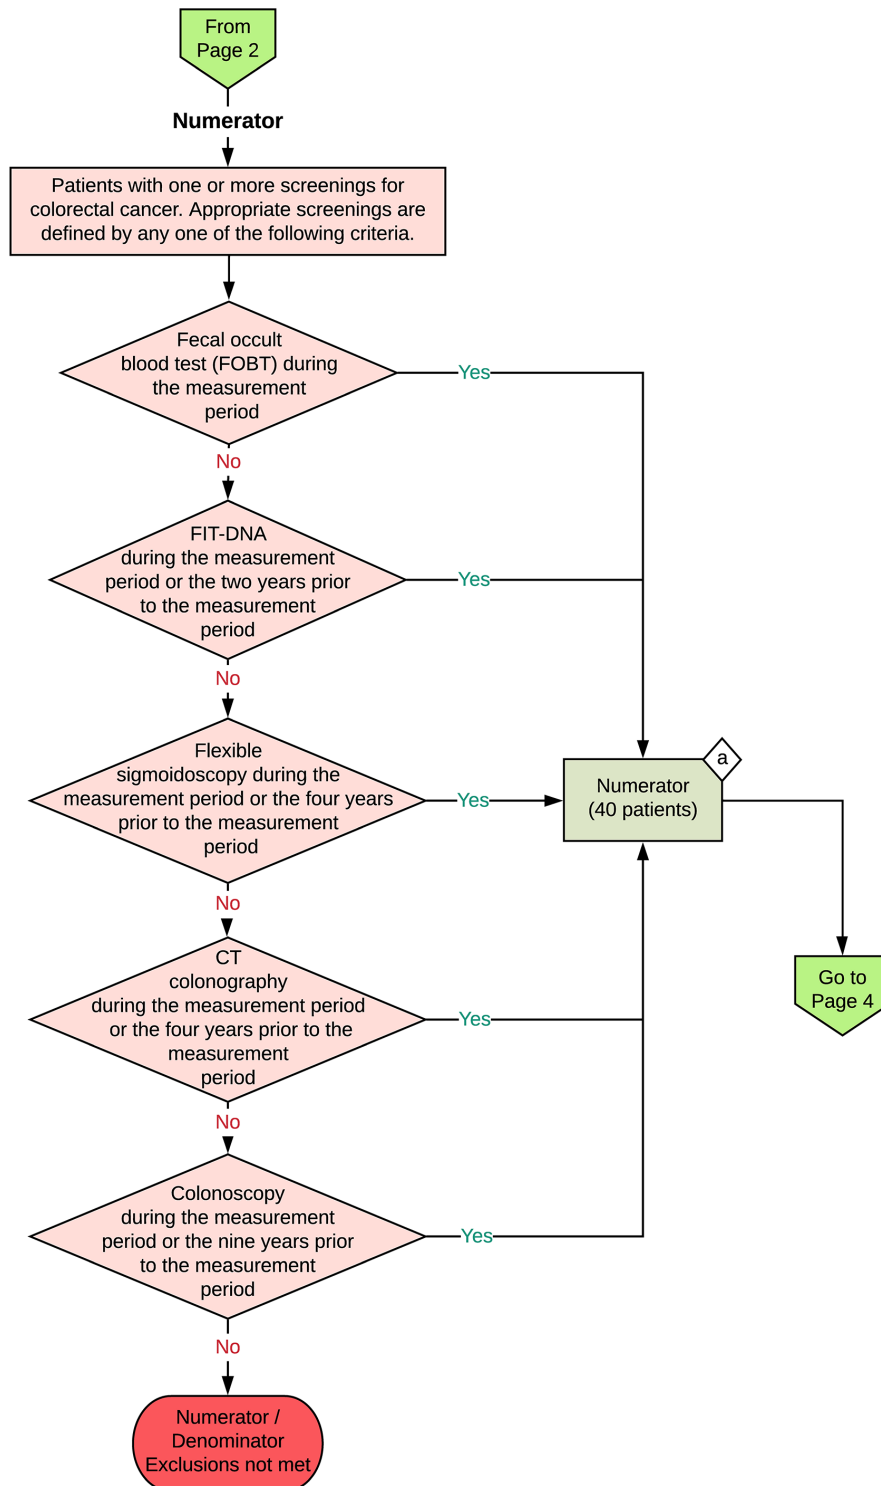 From
Page 2
Numerator
Patients with one or more screenings for
colorectal cancer. Appropriate screenings are
defined by any one of the following criteria.
Fecal occult
blood test (FOBT) during
the measurement
period
Yes
No
FIT-DNA
during the measurement
period or the two years prior
to the measurement
period
Yes
No
Flexible
sigmoidoscopy during the
measurement period or the four years
prior to the measurement
period
Yes
a
Numerator
(40 patients)
No
CT
colonography
during the measurement period
or the four years prior to the
measurement
period
Yes
Go to
Page 4
No
Colonoscopy
during the measurement
period or the nine years prior
to the measurement
period
Yes
No
Numerator /
Denominator
Exclusions not met